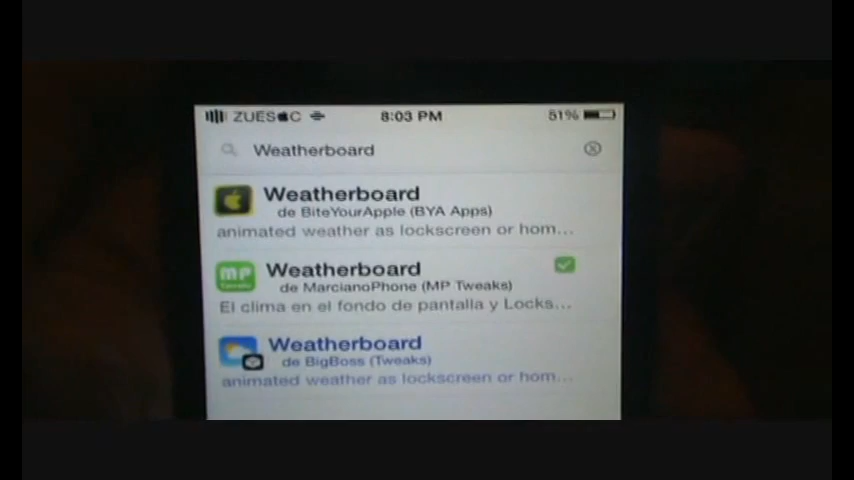 ZUESC 8:03 PM 51%
Weatherboard
Weatherboard
de BiteYourApple (BYA Apps)
animated weather as lockscreen or hom...
MP
Weatherboard
de MarcianoPhone (MP Tweaks)
El clima en el fondo de pantalla y Locks...
Weatherboard
de BigBoss (Tweaks)
animated weather as lockscreen or hom...